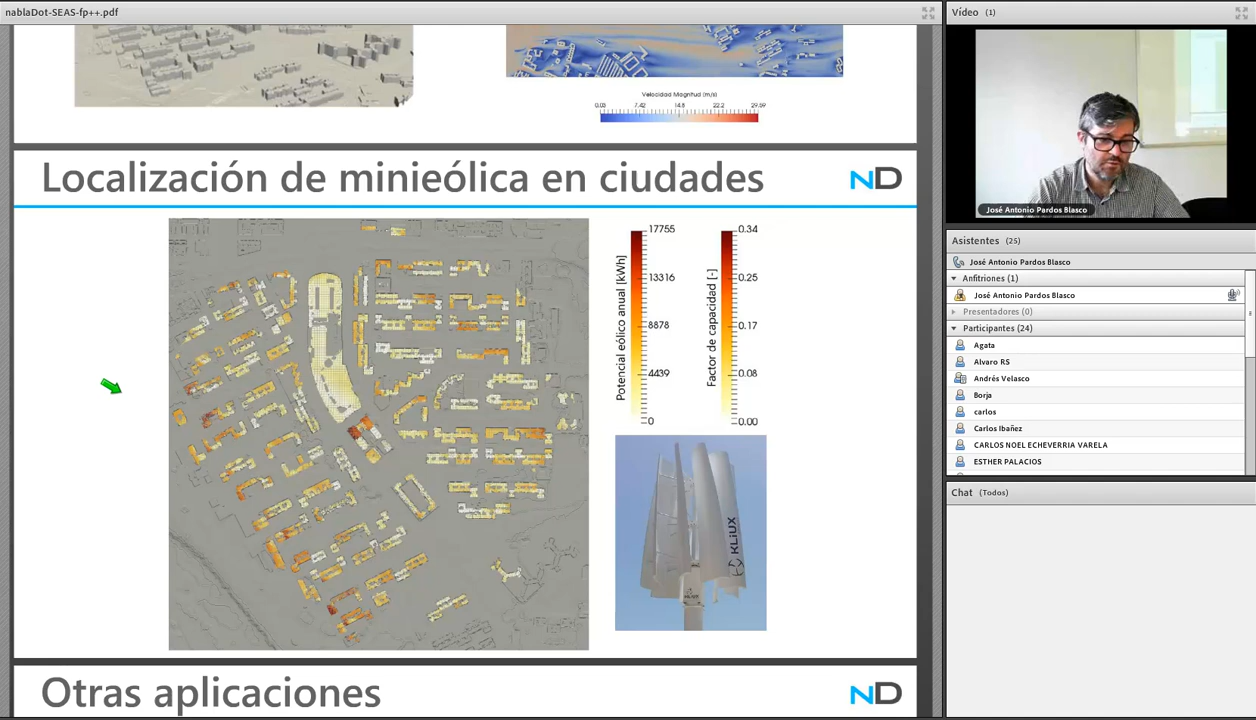 nablaDot-SEAS-fp++.pdf
Velocidad Magnitud (m/s)
0.03 7.42 14.8 22.2 29.69
Localización de minieólica en ciudades
ND
Potencial eólico anual [kWh]
17755
13316
8878
4439
0
Factor de capacidad [-]
0.34
0.25
0.17
0.08
0.00
KLiUX
Otras aplicaciones
ND
Vídeo (1)
José Antonio Pardos Blasco
Asistentes (25)
José Antonio Pardos Blasco
Anfitriones (1)
José Antonio Pardos Blasco
Presentadores (0)
Participantes (24)
Agata
Alvaro RS
Andrés Velasco
Borja
carlos
Carlos Ibañez
CARLOS NOEL ECHEVERRIA VARELA
ESTHER PALACIOS
Chat (Todos)